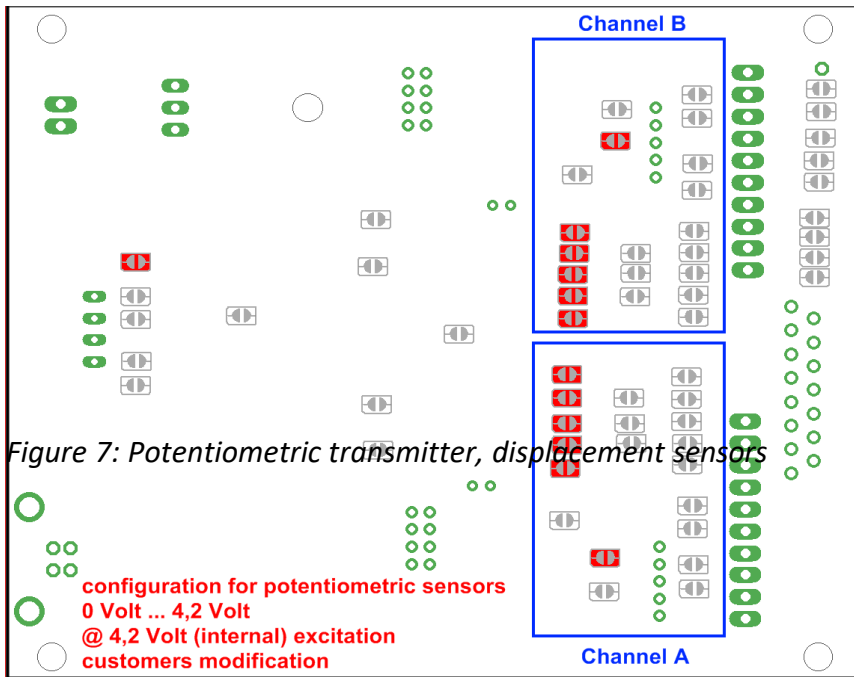 Channel B
Figure 7: Potentiometric transmitter, displacement sensors
configuration for potentiometric sensors
0 Volt ... 4,2 Volt
@ 4,2 Volt (internal) excitation
customers modification
Channel A